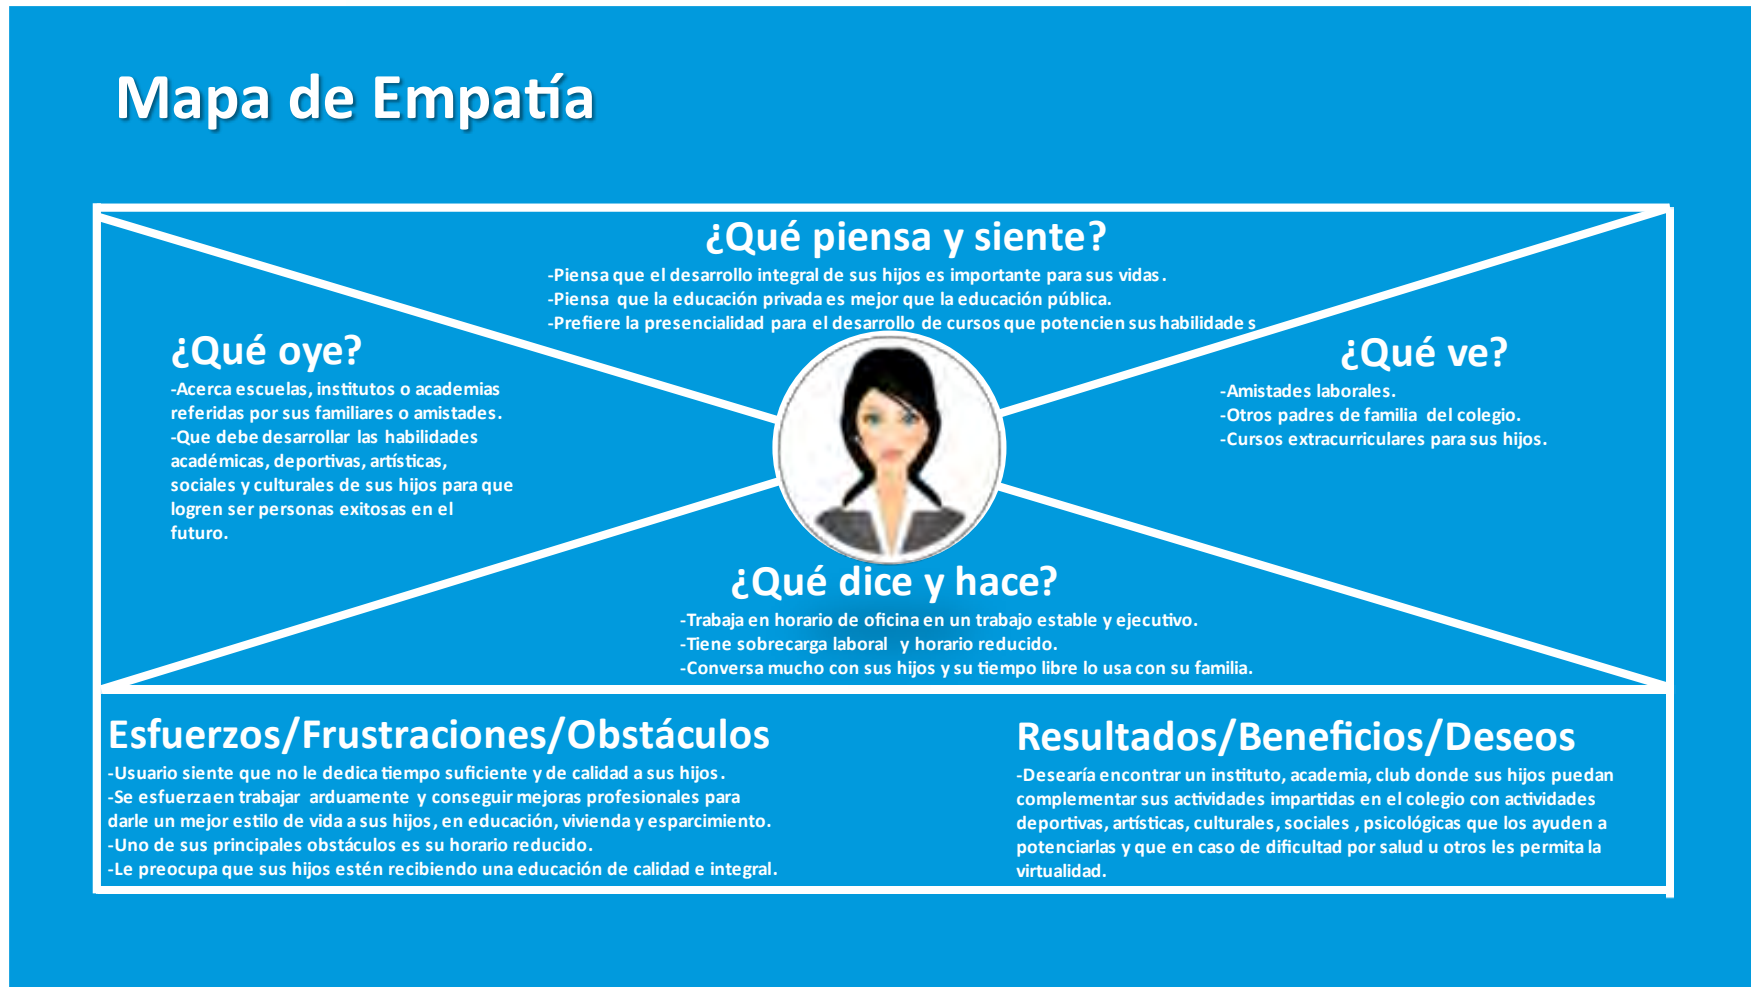 Mapa de Empatía
¿Qué piensa y siente?
-Piensa que el desarrollo integral de sus hijos es importante para sus vidas.
-Piensa que la educación privada es mejor que la educación pública.
-Prefiere la presencialidad para el desarrollo de cursos que potencien sus habilidade s
¿Qué oye?
-Acerca escuelas, institutos o academias
referidas por sus familiares o amistades.
-Que debe desarrollar las habilidades
académicas, deportivas, artísticas,
sociales y culturales de sus hijos para que
logren ser personas exitosas en el
futuro.
¿Qué ve?
-Amistades laborales.
-Otros padres de familia del colegio.
-Cursos extracurriculares para sus hijos.
¿Qué dice y hace?
-Trabaja en horario de oficina en un trabajo estable y ejecutivo.
-Tiene sobrecarga laboral y horario reducido.
-Conversa mucho con sus hijos y su tiempo libre lo usa con su familia.
Esfuerzos/Frustraciones/Obstáculos
-Usuario siente que no le dedica tiempo suficiente y de calidad a sus hijos.
-Se esfuerza en trabajar arduamente y conseguir mejoras profesionales para
darle un mejor estilo de vida a sus hijos, en educación, vivienda y esparcimiento.
-Uno de sus principales obstáculos es su horario reducido.
-Le preocupa que sus hijos estén recibiendo una educación de calidad e integral.
Resultados/Beneficios/Deseos
-Desearía encontrar un instituto, academia, club donde sus hijos puedan
complementar sus actividades impartidas en el colegio con actividades
deportivas, artísticas, culturales, sociales , psicológicas que los ayuden a
potenciarlas y que en caso de dificultad por salud u otros les permita la
virtualidad.